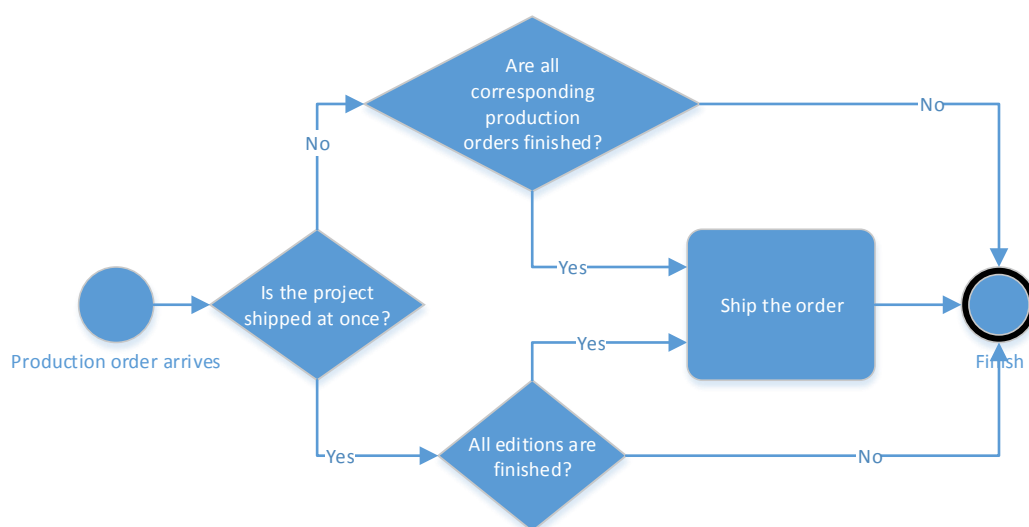 Are all
corresponding
production
orders finished?
No
No
Yes
Is the project
shipped at once?
Ship the order
Production order arrives
Yes
Finish
All editions are
finished?
Yes
No